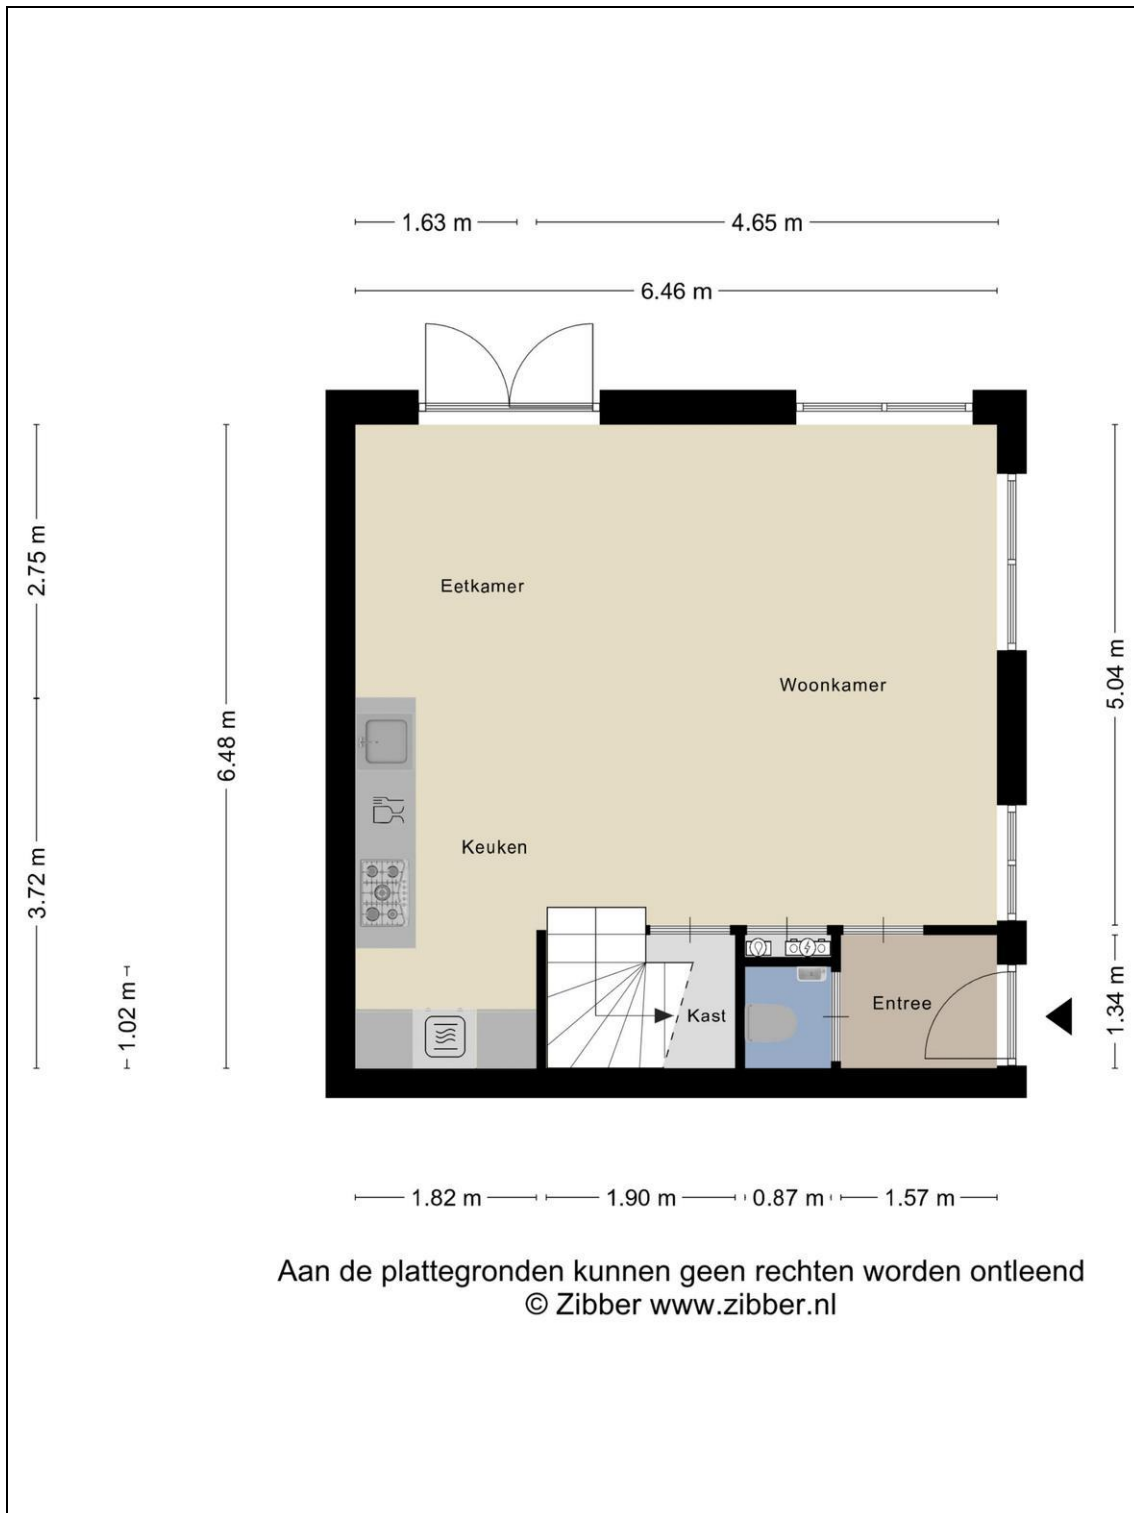 1.63 m
4.65 m
6.46 m
2.75 m
6.48 m
5.04 m
Eetkamer
Woonkamer
3.72 m
Keuken
1.02 m
Kast
Entree
1.34 m
1.82 m
1.90 m
0.87 m
1.57 m
Aan de plattegronden kunnen geen rechten worden ontleend
© Zibber www.zibber.nl